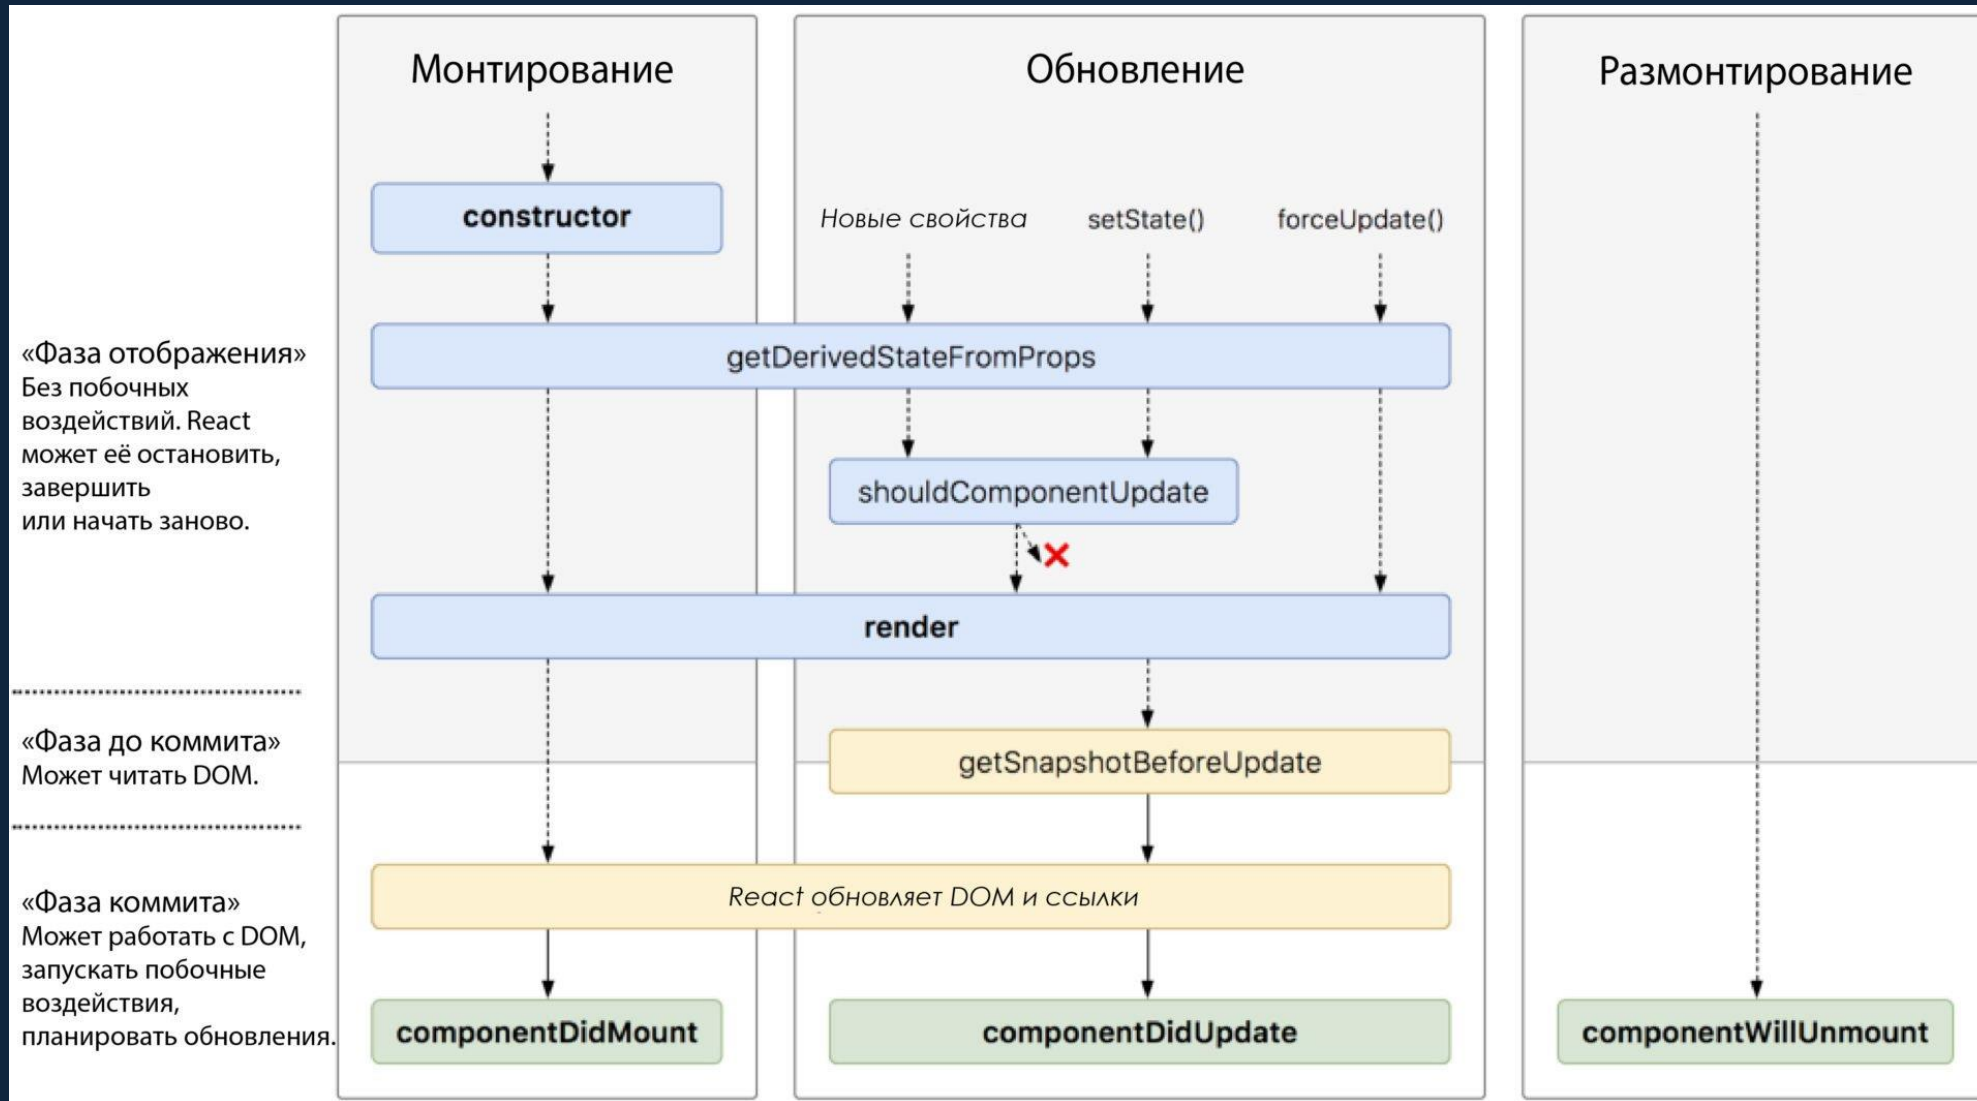 Монтирование
Обновление
Размонтирование
constructor
Новые свойства
setState()
forceUpdate()
«Фаза отображения»
Без побочных
воздействий. React
может её остановить,
завершить
или начать заново.
getDerivedStateFromProps
shouldComponentUpdate
render
«Фаза до коммита»
Может читать DOM.
getSnapshotBeforeUpdate
«Фаза коммита»
Может работать с DOM,
запускать побочные
воздействия,
планировать обновления.
React обновляет DOM и ссылки
componentDidMount
componentDidUpdate
componentWillUnmount